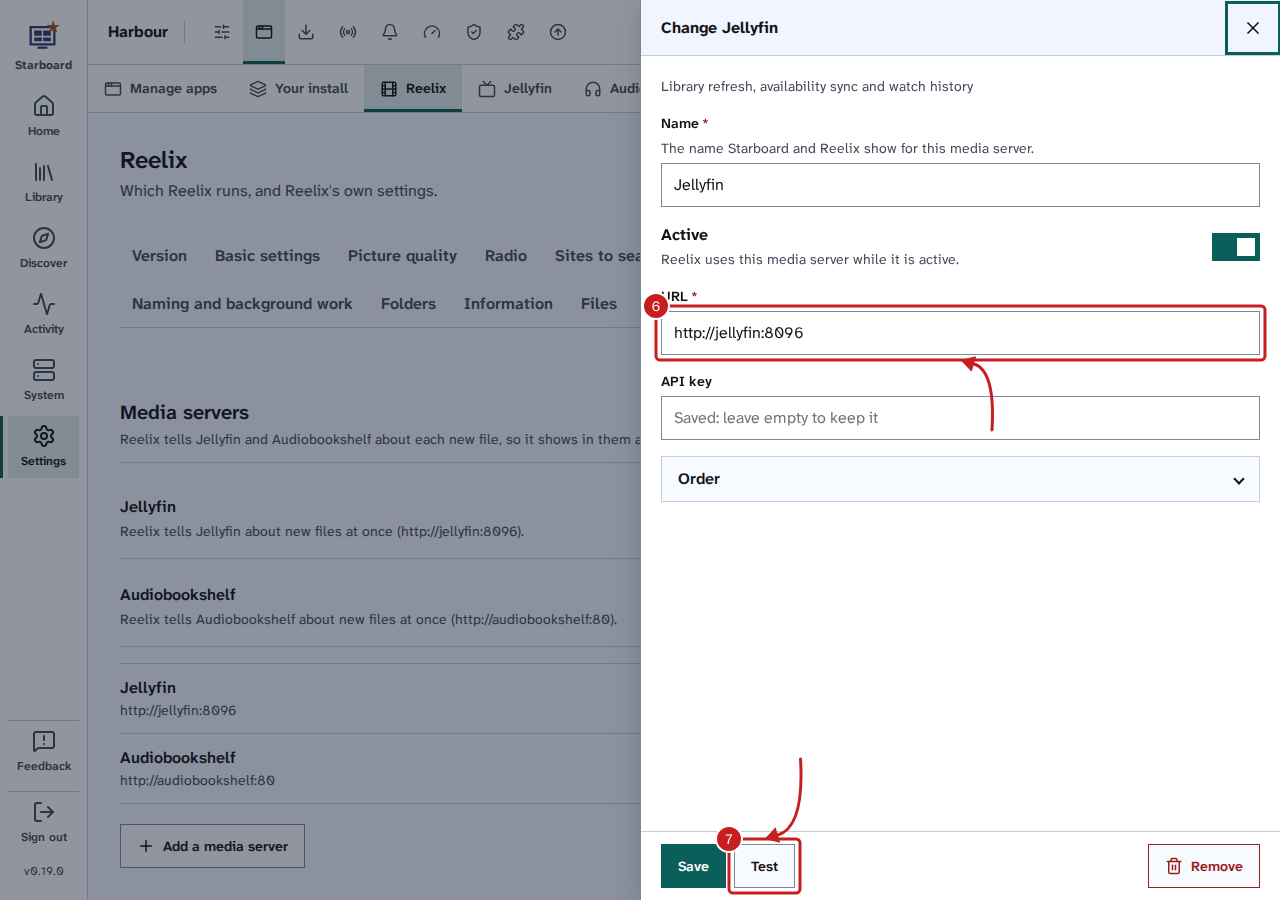 Starboard
Home
Library
Discover
Activity
System
Settings
Feedback
Sign out
v0.19.0
Harbour
Manage apps
Your install
Reelix
Jellyfin
Reelix
Which Reelix runs, and Reelix's own settings.
Version
Basic settings
Picture quality
Radio
Sites to
Naming and background work
Folders
Information
Files
Media servers
Reelix tells Jellyfin and Audiobookshelf about each new file, so it shows in them
Jellyfin
Reelix tells Jellyfin about new files at once (http://jellyfin:8096).
Audiobookshelf
Reelix tells Audiobookshelf about new files at once (http://audiobookshelf:80).
Jellyfin
http://jellyfin:8096
Audiobookshelf
http://audiobookshelf:80
Add a media server
Change Jellyfin
Library refresh, availability sync and watch history
Name *
The name Starboard and Reelix show for this media server.
Jellyfin
Active
Reelix uses this media server while it is active.
URL *
6
http://jellyfin:8096
API key
Saved: leave empty to keep it
Order
7
Save
Test
Remove